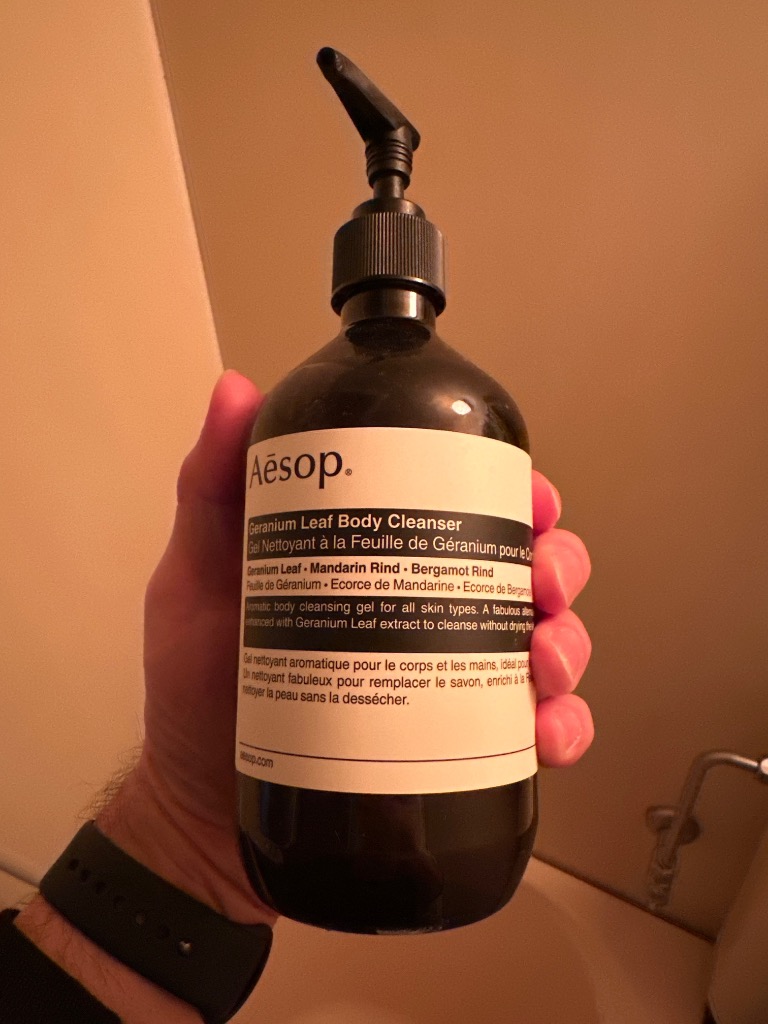 Aēsop®
Geranium Leaf Body Cleanser
Gel Nettoyant à la Feuille de Géranium pour le
Geranium Leaf • Mandarin Rind • Bergamot Rind
Feuille de Géranium • Ecorce de Mandarine • Ecorce de
Aromatic body cleansing gel for all skin types. A fabulous
enhanced with Geranium Leaf extract to cleanse without drying
Gel nettoyant aromatique pour le corps et les mains, idéal
Un nettoyant fabuleux pour remplacer le savon, enrichi à la
nettoyer la peau sans la dessécher.
aesop.com